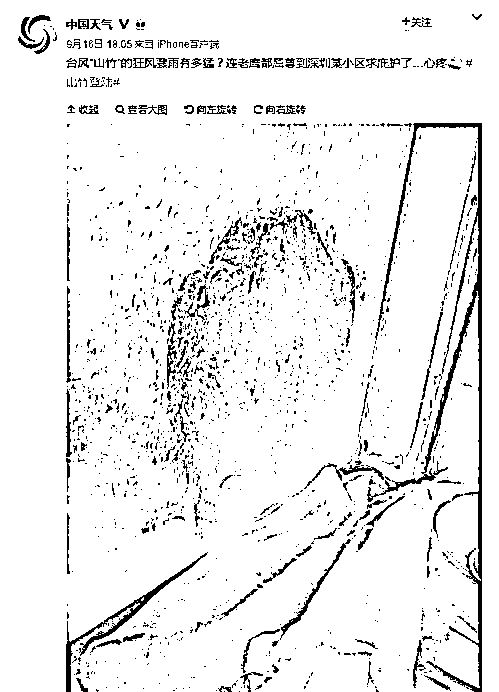 中国天气 V
+关注
9月16日 18:05 来自 iPhone客户端
台风“山竹”的狂风骤雨有多猛？连老鹰都屈尊到深圳某小区求庇护了...心疼 #
山竹登陆#
收起 查看大图 向左旋转 向右旋转